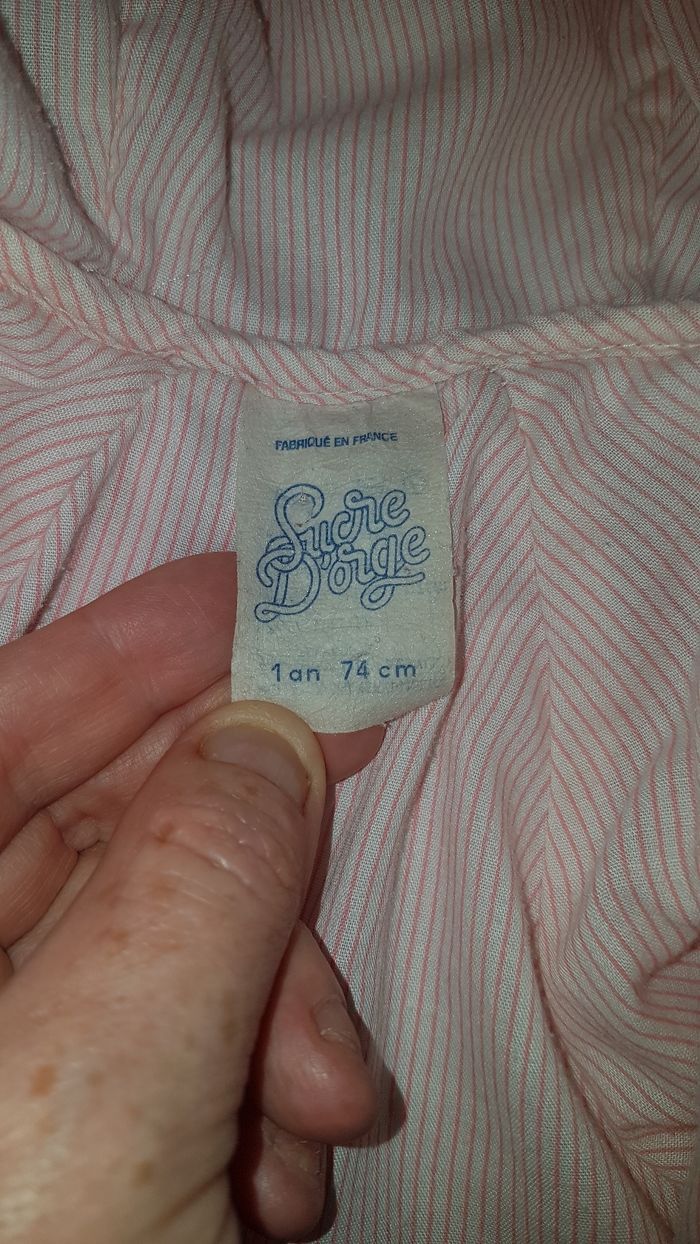 FABRIQUÉ EN FRANCE
Sucre
D'orge
1 an 74 cm